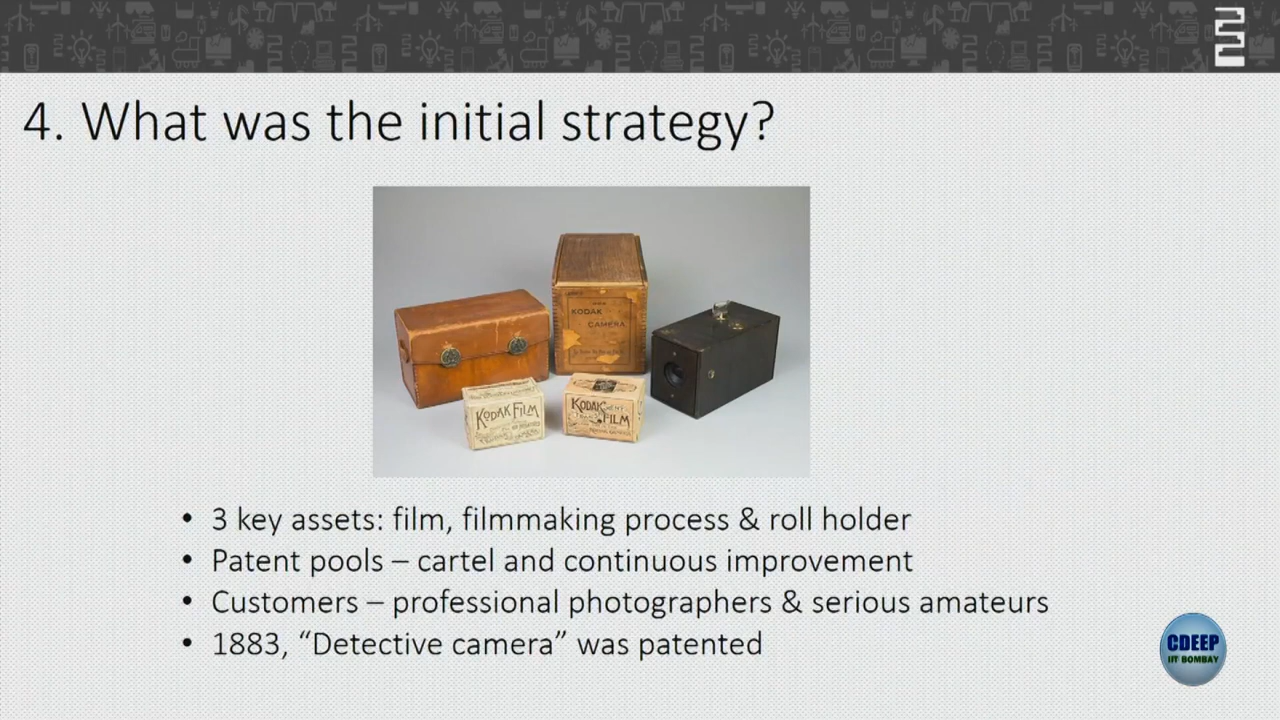 4. What was the initial strategy?
KODAK
CAMERA
KODAK FILM
KODAK
FILM
• 3 key assets: film, filmmaking process & roll holder
• Patent pools – cartel and continuous improvement
• Customers – professional photographers & serious amateurs
• 1883, “Detective camera” was patented
CDEEP
IIT BOMBAY